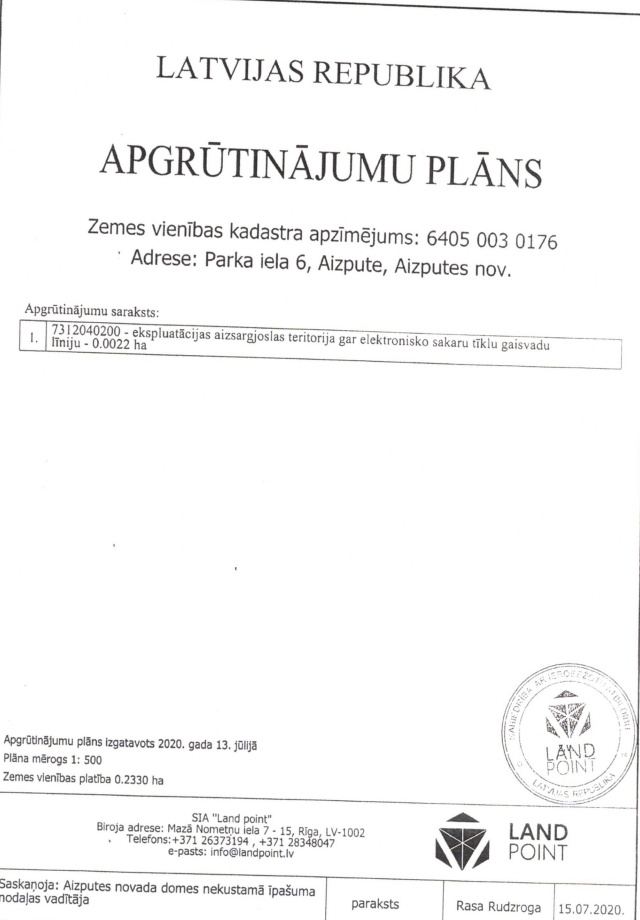 LATVIJAS REPUBLIKA
APGRŪTINĀJUMU PLĀNS
Zemes vienības kadastra apzīmējums: 6405 003 0176
Adrese: Parka iela 6, Aizpute, Aizputes nov.
Apgrūtinājumu saraksts:
1. 7312040200 - ekspluatācijas aizsargjoslas teritorija gar elektronisko sakaru tīklu gaisvadu
līniju - 0.0022 ha
SABIEDRĪBA AR IEROBEŽOTU ATBILDĪBU
LAND
POINT
LATVIJAS REPUBLIKA
Apgrūtinājumu plāns izgatavots 2020. gada 13. jūlijā
Plāna mērogs 1: 500
Zemes vienības platība 0.2330 ha
SIA "Land point"
Biroja adrese: Mazā Nometņu iela 7 - 15, Rīga, LV-1002
Telefons:+371 26373194 , +371 28348047
e-pasts: info@landpoint.lv
LAND
POINT
Saskaņoja: Aizputes novada domes nekustamā īpašuma
nodaļas vadītāja
paraksts
Rasa Rudzroga
15.07.2020.